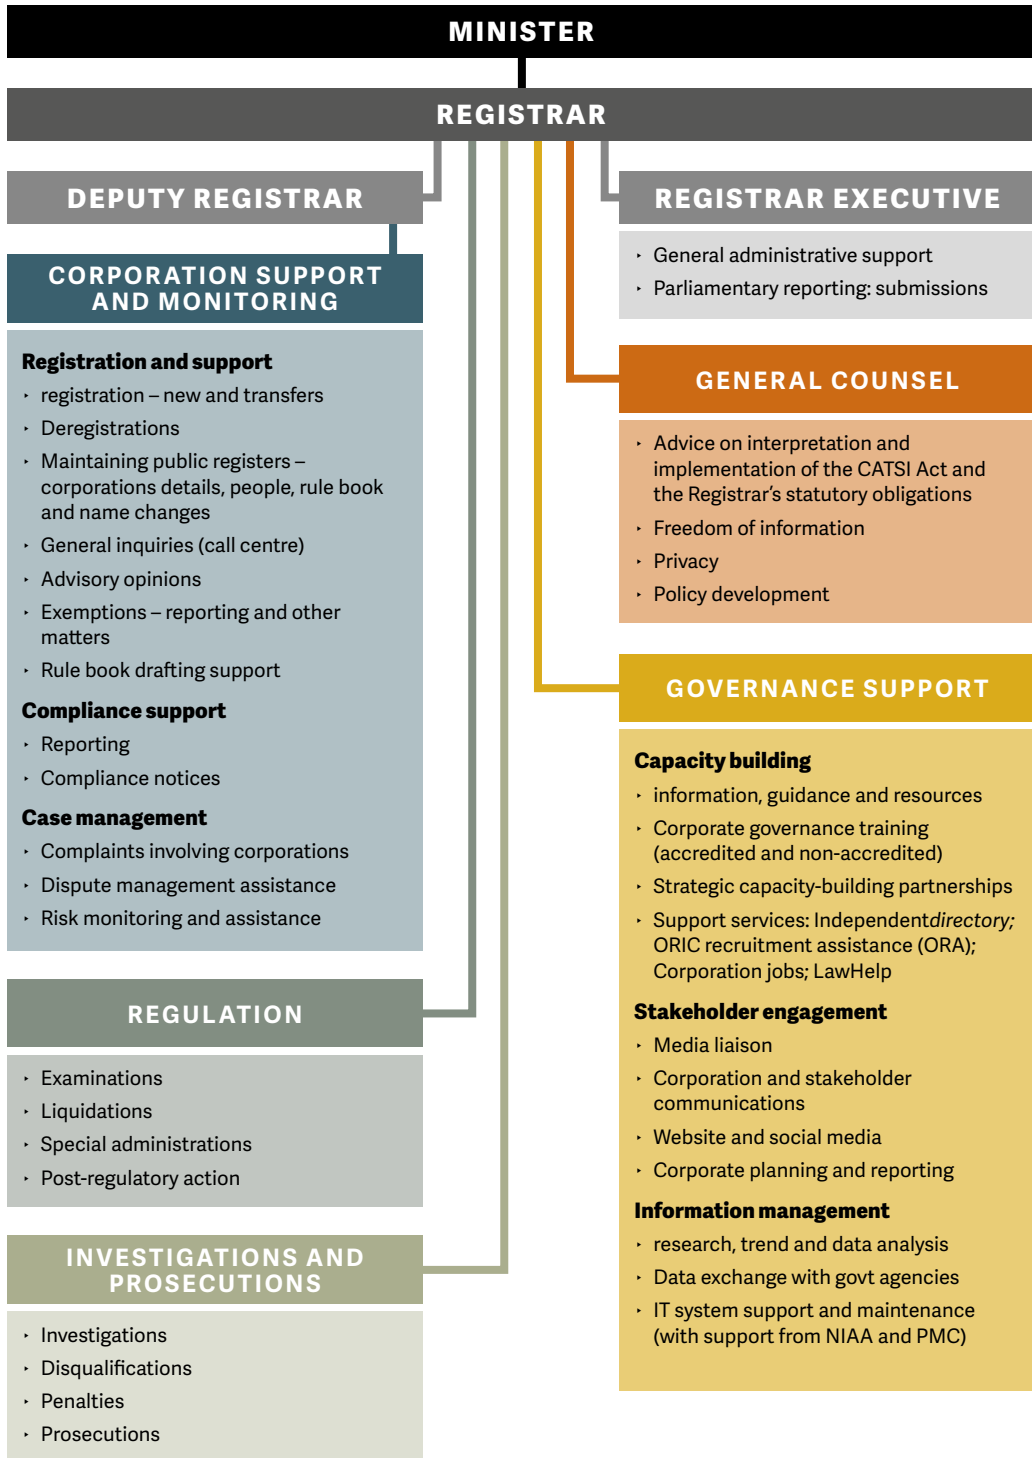 MINISTER
REGISTRAR
DEPUTY REGISTRAR
CORPORATION SUPPORT
AND MONITORING
Registration and support
‣ registration – new and transfers
‣ Deregistrations
‣ Maintaining public registers –
corporations details, people, rule book
and name changes
‣ General inquiries (call centre)
‣ Advisory opinions
‣ Exemptions – reporting and other
matters
‣ Rule book drafting support
Compliance support
‣ Reporting
‣ Compliance notices
Case management
‣ Complaints involving corporations
‣ Dispute management assistance
‣ Risk monitoring and assistance
REGULATION
‣ Examinations
‣ Liquidations
‣ Special administrations
‣ Post-regulatory action
INVESTIGATIONS AND
PROSECUTIONS
‣ Investigations
‣ Disqualifications
‣ Penalties
‣ Prosecutions
REGISTRAR EXECUTIVE
‣ General administrative support
‣ Parliamentary reporting: submissions
GENERAL COUNSEL
‣ Advice on interpretation and
implementation of the CATSI Act and
the Registrar’s statutory obligations
‣ Freedom of information
‣ Privacy
‣ Policy development
GOVERNANCE SUPPORT
Capacity building
‣ information, guidance and resources
‣ Corporate governance training
(accredited and non-accredited)
‣ Strategic capacity-building partnerships
‣ Support services: Independentdirectory;
ORIC recruitment assistance (ORA);
Corporation jobs; LawHelp
Stakeholder engagement
‣ Media liaison
‣ Corporation and stakeholder
communications
‣ Website and social media
‣ Corporate planning and reporting
Information management
‣ research, trend and data analysis
‣ Data exchange with govt agencies
‣ IT system support and maintenance
(with support from NIAA and PMC)